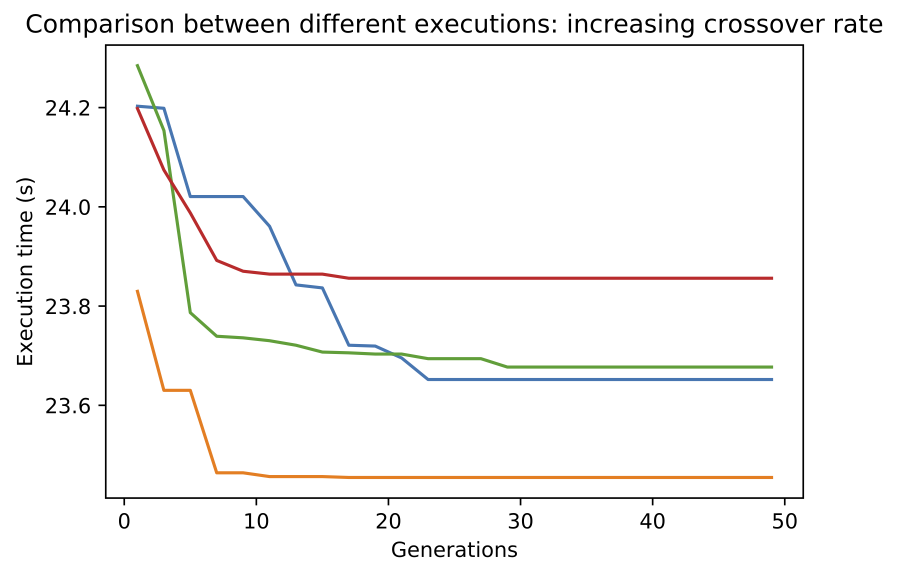 Comparison between different executions: increasing crossover rate
24.2
24.0
23.8
23.6
Execution time (s)
0 10 20 30 40 50
Generations